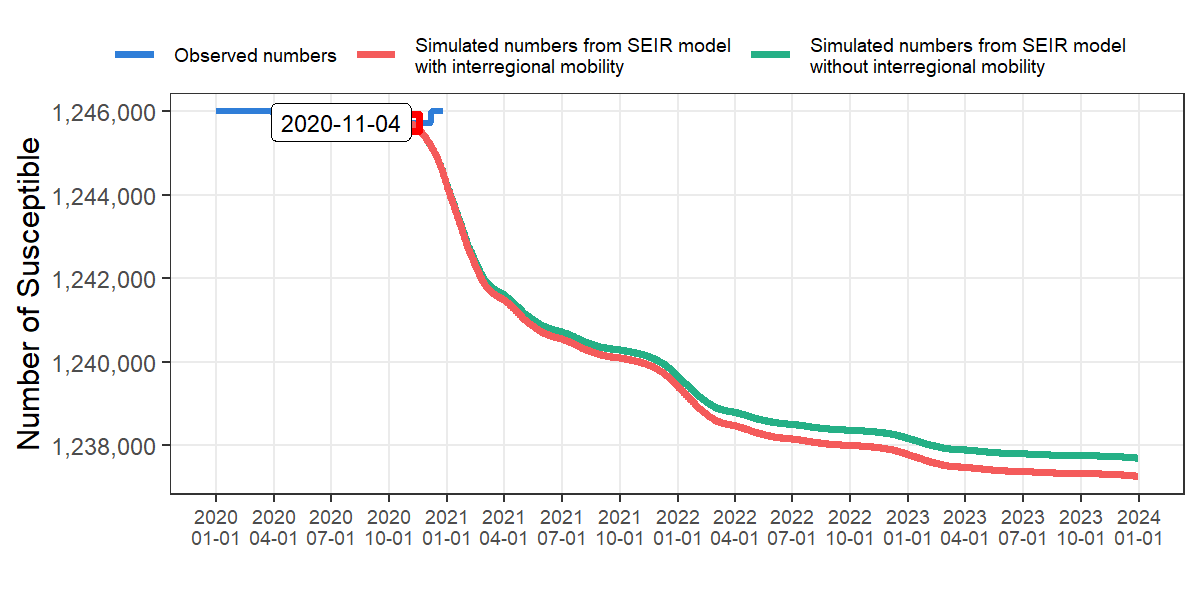 Observed numbers
Simulated numbers from SEIR model
with interregional mobility
Simulated numbers from SEIR model
without interregional mobility
Number of Susceptible
1,246,000
1,244,000
1,242,000
1,240,000
1,238,000
2020-11-04
2020 2020 2020 2020 2021 2021 2021 2021 2022 2022 2022 2022 2023 2023 2023 2023 2024
01-01 04-01 07-01 10-01 01-01 04-01 07-01 10-01 01-01 04-01 07-01 10-01 01-01 04-01 07-01 10-01 01-01